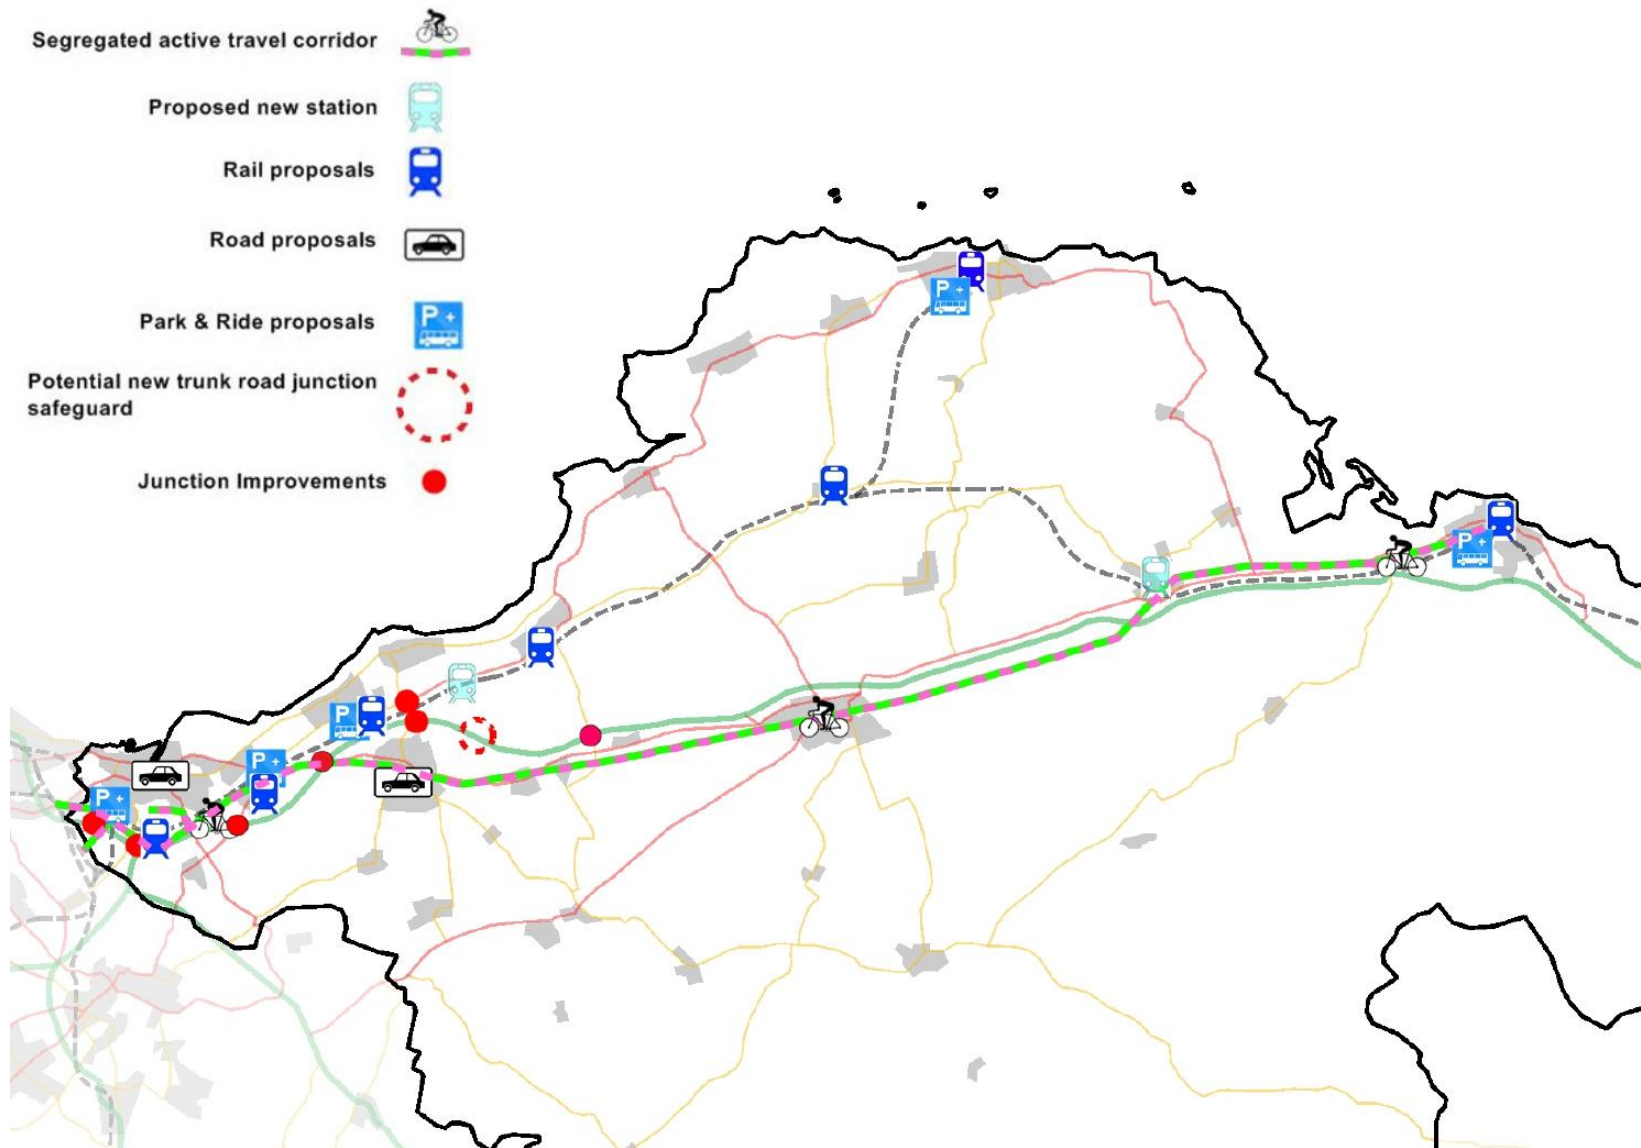 Segregated active travel corridor
Proposed new station
Rail proposals
Road proposals
Park & Ride proposals
P +
Potential new trunk road junction
safeguard
Junction Improvements
P +
P +
P +
P +
P +